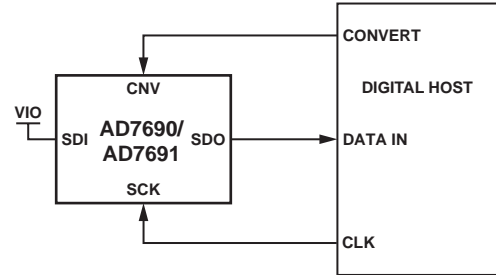 CONVERT
CNV
DIGITAL HOST
VIO
SDI
AD7690/
AD7691
SDO
DATA IN
SCK
CLK